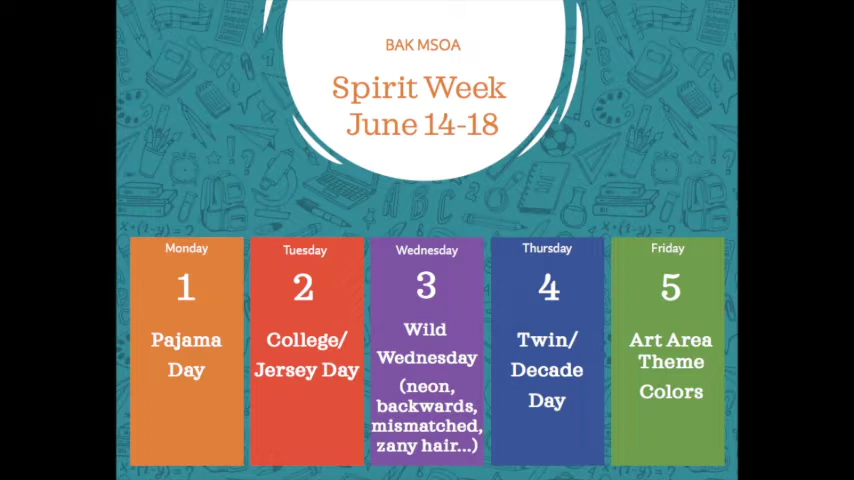 BAK MSOA
Spirit Week
June 14-18
Monday
1
Pajama
Day
Tuesday
2
College/
Jersey Day
Wednesday
3
Wild
Wednesday
(neon,
backwards,
mismatched,
zany hair...)
Thursday
4
Twin/
Decade
Day
Friday
5
Art Area
Theme
Colors